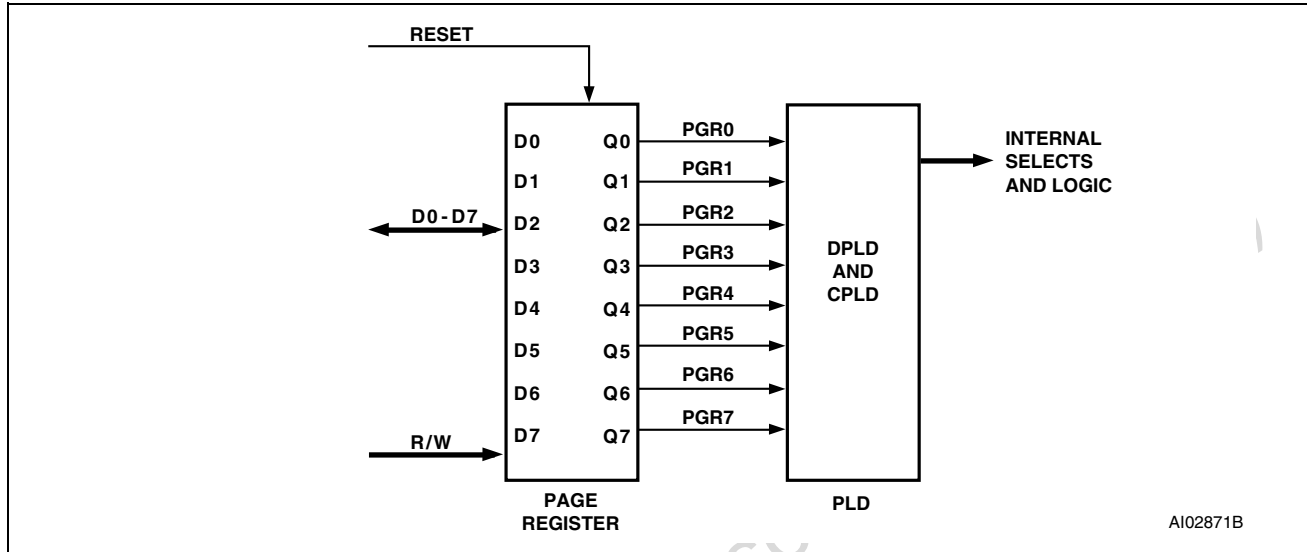 RESET
D0
D1
D2
D3
D4
D5
D6
D7
Q0
Q1
Q2
Q3
Q4
Q5
Q6
Q7
D0-D7
R/W
PAGE
REGISTER
PGR0
PGR1
PGR2
PGR3
PGR4
PGR5
PGR6
PGR7
DPLD
AND
CPLD
PLD
INTERNAL
SELECTS
AND LOGIC
AI02871B